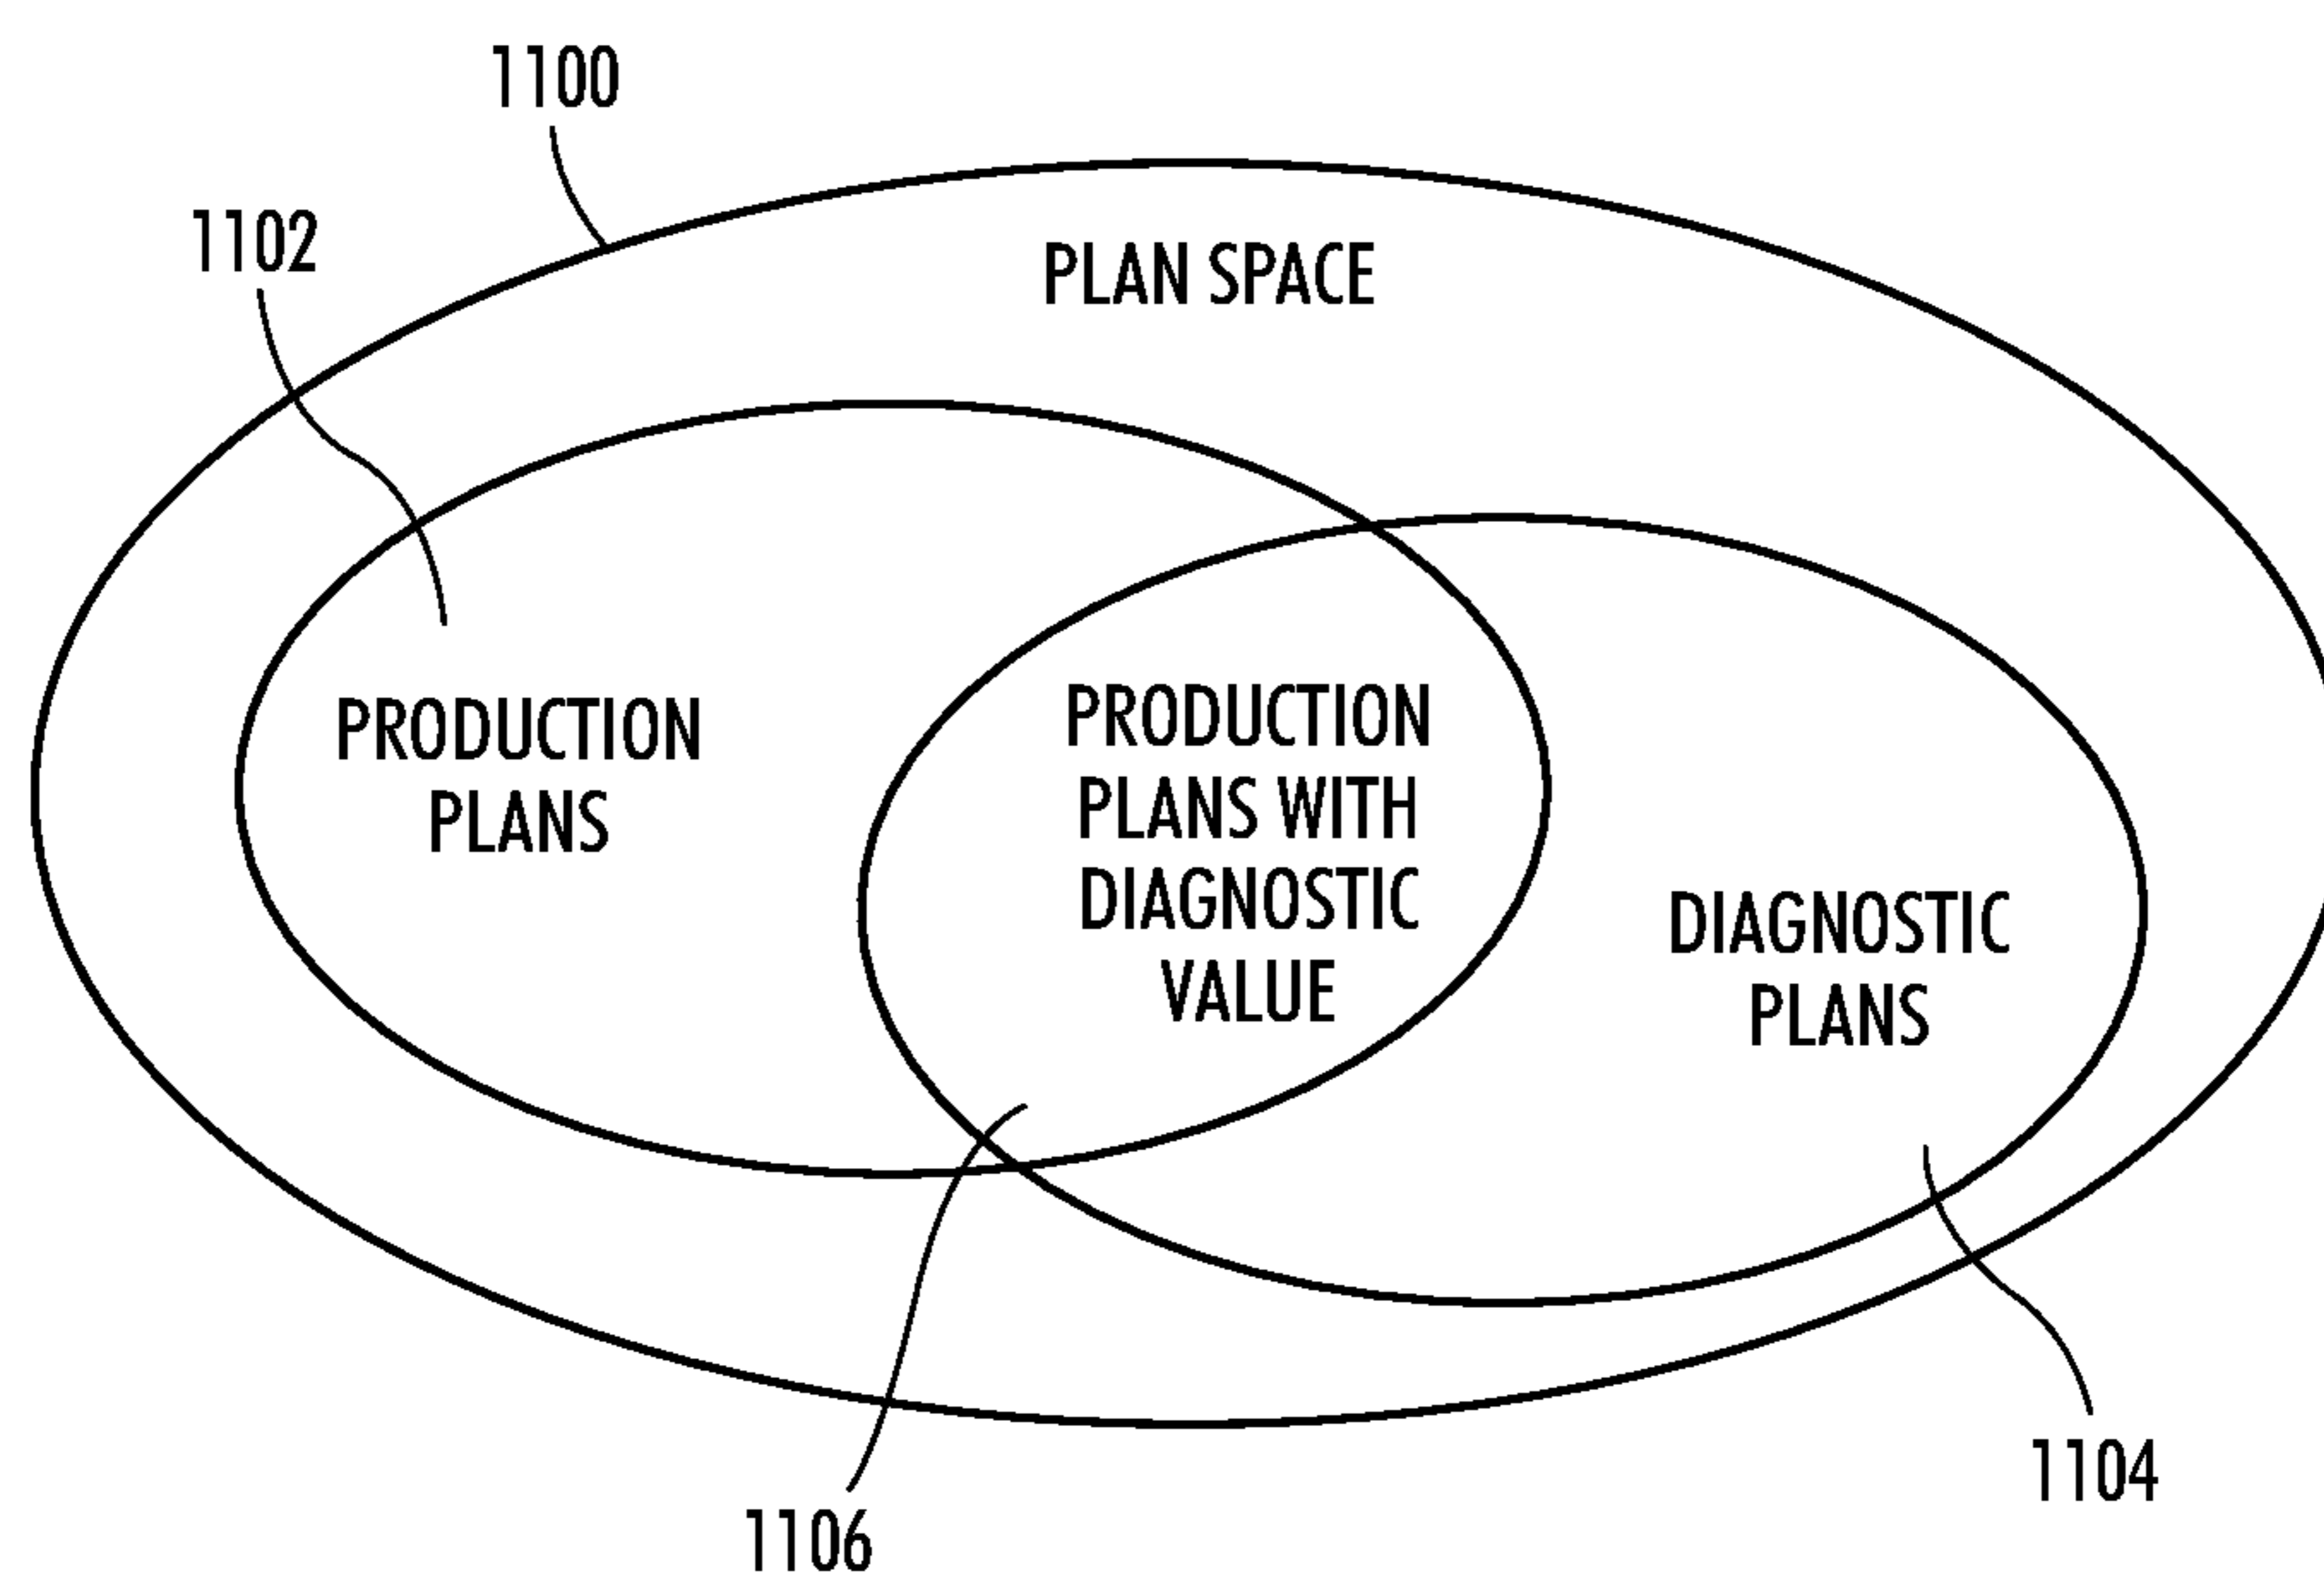 1100
1102
PLAN SPACE
PRODUCTION
PLANS
PRODUCTION
PLANS WITH
DIAGNOSTIC
VALUE
DIAGNOSTIC
PLANS
1104
1106